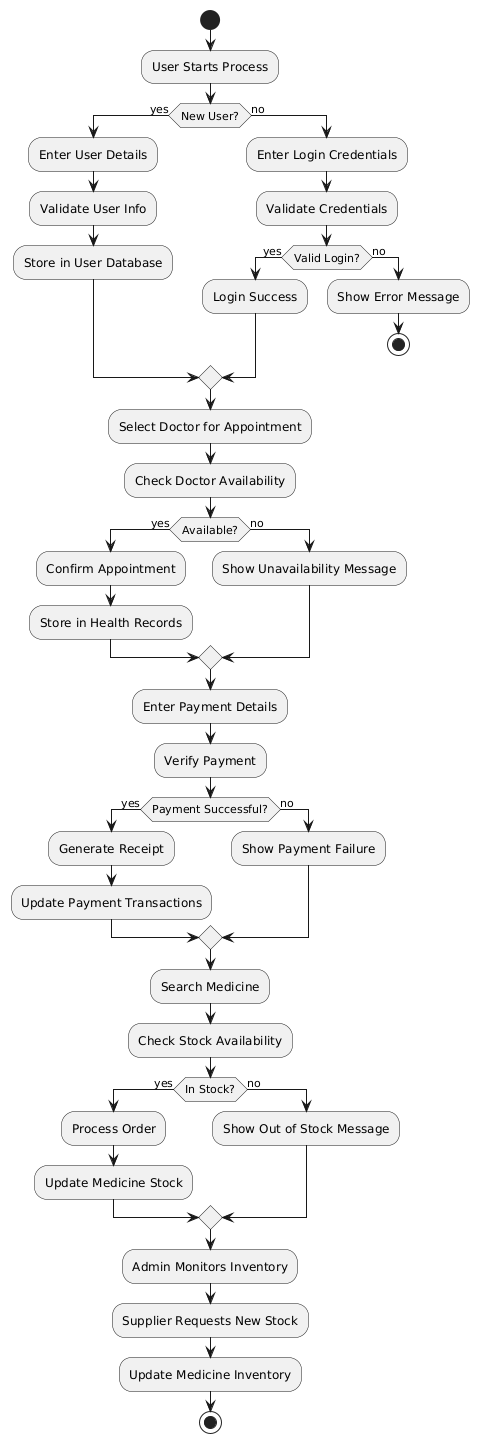 User Starts Process
yes
New User?
no
Enter User Details
Enter Login Credentials
Validate User Info
Validate Credentials
Store in User Database
yes
Valid Login?
no
Login Success
Show Error Message
Select Doctor for Appointment
Check Doctor Availability
yes
Available?
no
Confirm Appointment
Show Unavailability Message
Store in Health Records
Enter Payment Details
Verify Payment
yes
Payment Successful?
no
Generate Receipt
Show Payment Failure
Update Payment Transactions
Search Medicine
Check Stock Availability
yes
In Stock?
no
Process Order
Show Out of Stock Message
Update Medicine Stock
Admin Monitors Inventory
Supplier Requests New Stock
Update Medicine Inventory